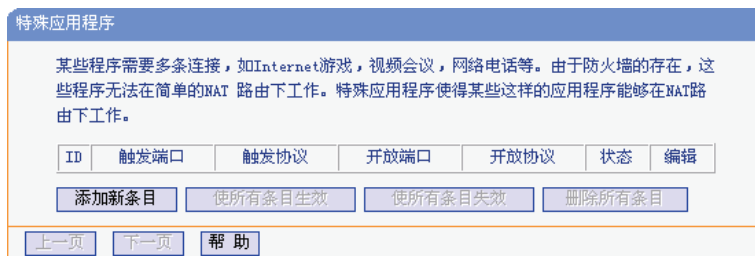 特殊应用程序
某些程序需要多条连接，如Internet游戏，视频会议，网络电话等。由于防火墙的存在，这
些程序无法在简单的NAT 路由下工作。特殊应用程序使得某些这样的应用程序能够在NAT路
由下工作。
ID 触发端口 触发协议 开放端口 开放协议 状态 编辑
添加新条目 使所有条目生效 使所有条目失效 删除所有条目
上一页 下一页 帮 助